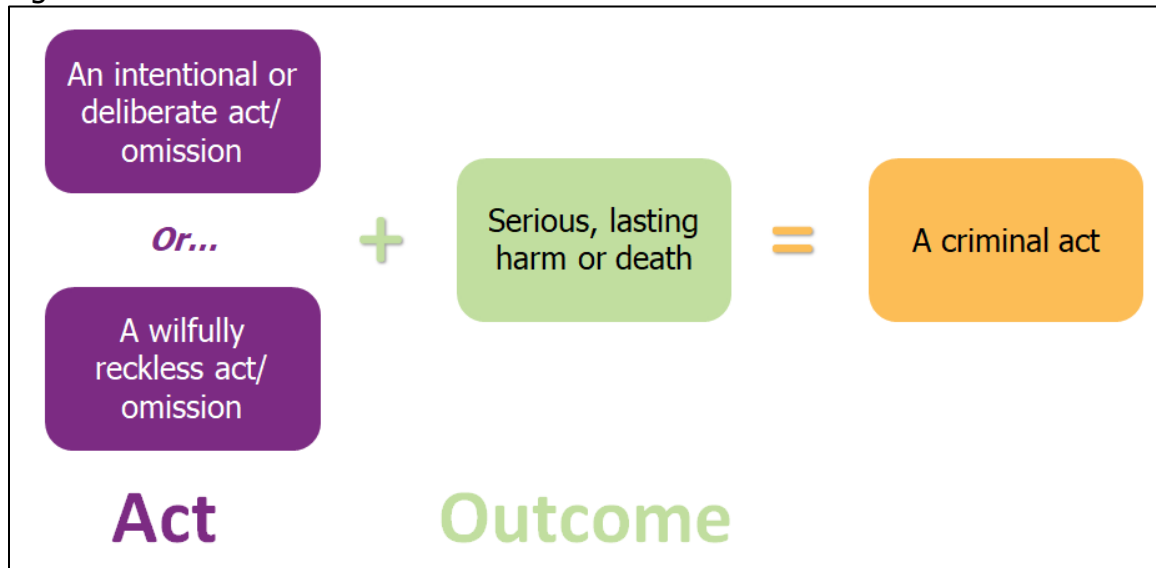 An intentional or
deliberate act/
omission
Or...
A wilfully
reckless act/
omission
+
Serious, lasting
harm or death
=
A criminal act
Act
Outcome